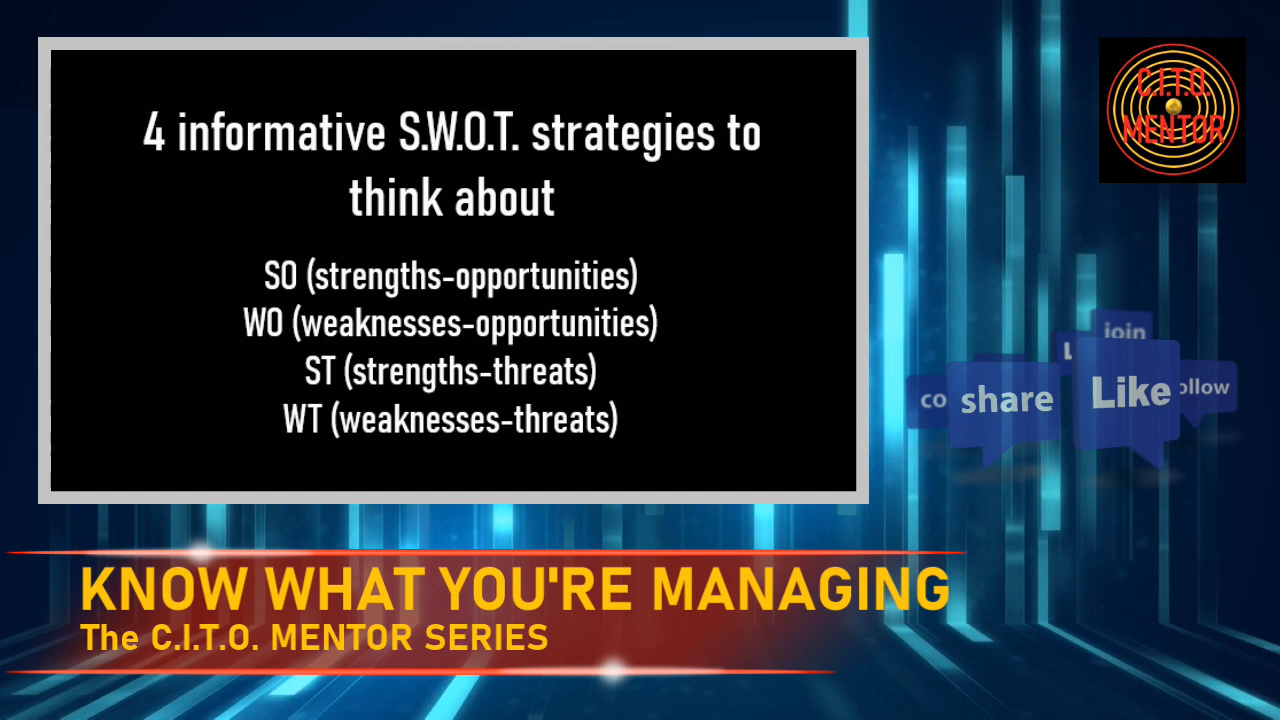 4 informative S.W.O.T. strategies to
think about
SO (strengths-opportunities)
WO (weaknesses-opportunities)
ST (strengths-threats)
WT (weaknesses-threats)
C.I.T.O.
MENTOR
join
share
Like
KNOW WHAT YOU'RE MANAGING
The C.I.T.O. MENTOR SERIES